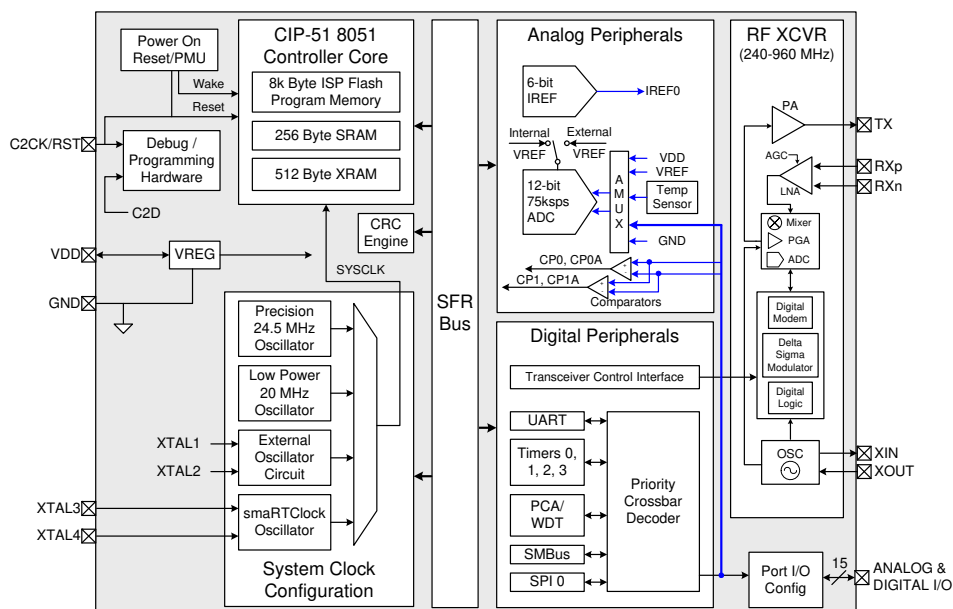 Power On
Reset/PMU
Wake
Reset
C2CK/RST
Debug /
Programming
Hardware
C2D
VDD
VREG
GND
CIP-51 8051
Controller Core
8k Byte ISP Flash
Program Memory
256 Byte SRAM
512 Byte XRAM
CRC
Engine
SYSCLK
Precision
24.5 MHz
Oscillator
Low Power
20 MHz
Oscillator
XTAL1
XTAL2
External
Oscillator
Circuit
XTAL3
XTAL4
smaRTClock
Oscillator
System Clock
Configuration
SFR
Bus
Analog Peripherals
6-bit
IREF
IREF0
Internal
VREF
External
VREF
12-bit
75ksps
ADC
A
M
U
X
VDD
VREF
Temp
Sensor
GND
CP0, CP0A
+
-
CP1, CP1A
+
-
Comparators
Digital Peripherals
Transceiver Control Interface
UART
Timers 0,
1, 2, 3
PCA/
WDT
SMBus
SPI 0
Priority
Crossbar
Decoder
RF XCVR
(240-960 MHz)
PA
TX
AGC
LNA
RXp
RXn
Mixer
PGA
ADC
Digital
Modem
Delta
Sigma
Modulator
Digital
Logic
OSC
XIN
XOUT
Port I/O
Config
15
ANALOG &
DIGITAL I/O